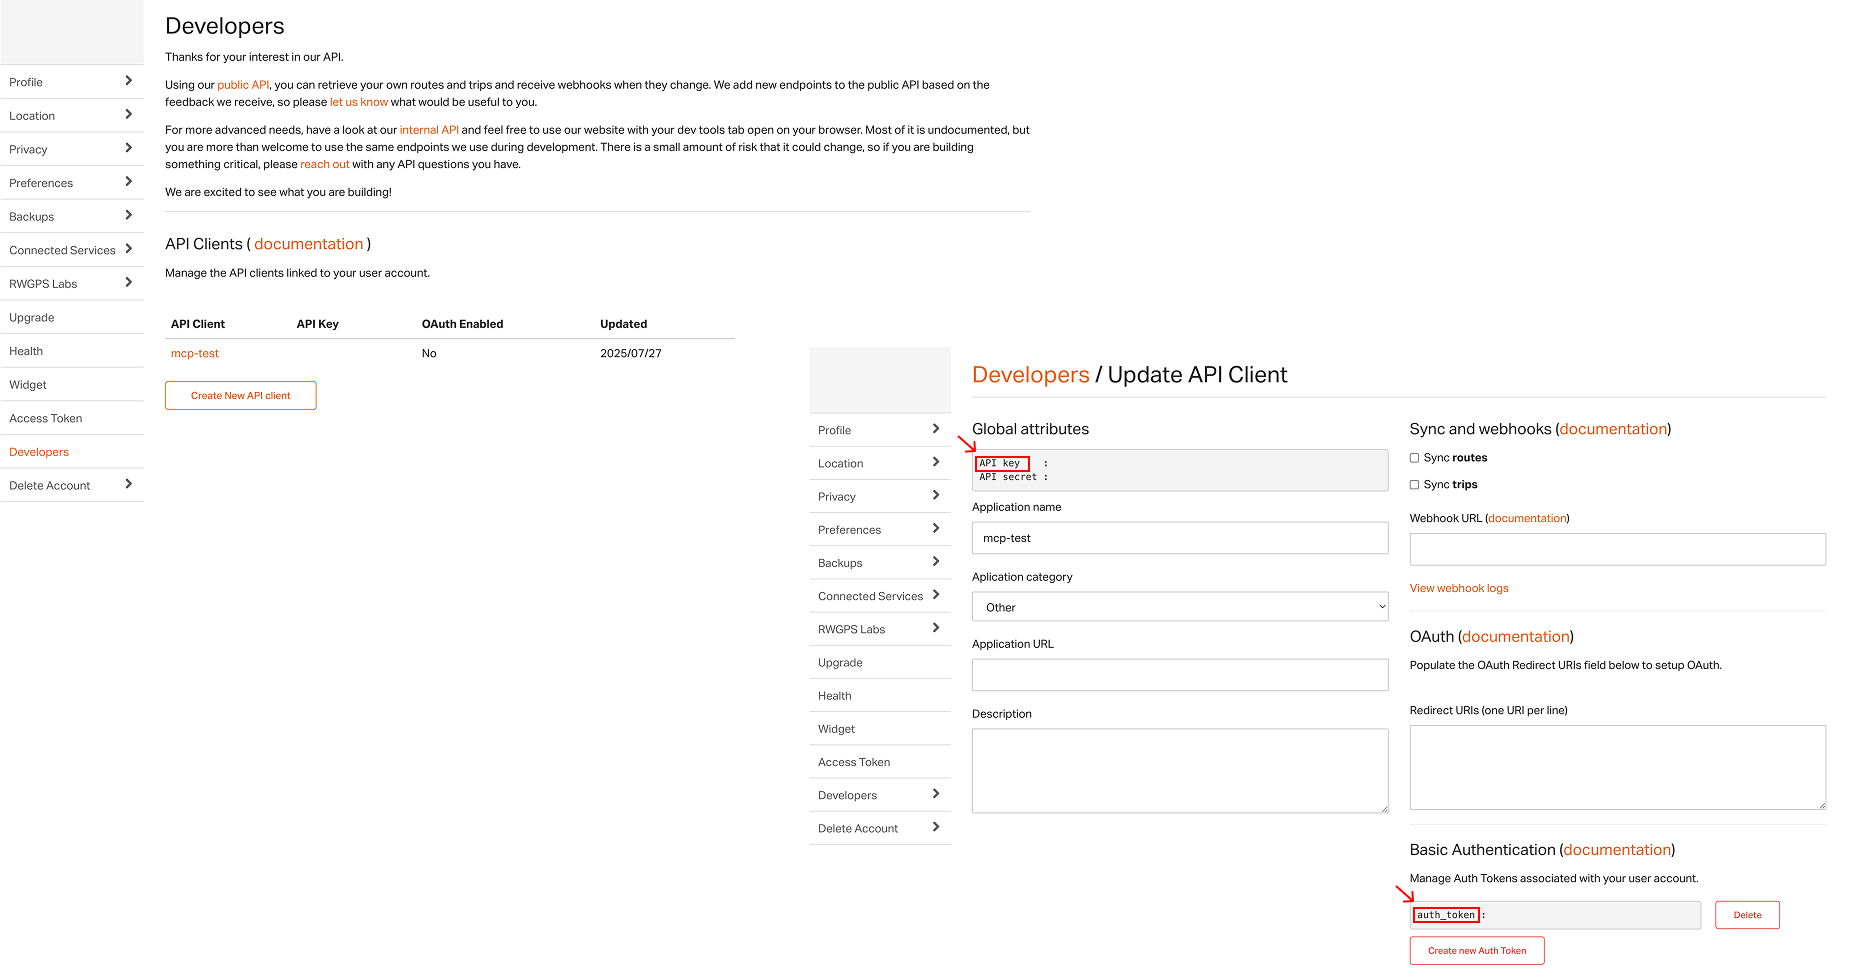 Developers
Thanks for your interest in our API.
Using our public API, you can retrieve your own routes and trips and receive webhooks when they change. We add new endpoints to the public API based on the
feedback we receive, so please let us know what would be useful to you.
For more advanced needs, have a look at our internal API and feel free to use our website with your dev tools tab open on your browser. Most of it is undocumented, but
you are more than welcome to use the same endpoints we use during development. There is a small amount of risk that it could change, so if you are building
something critical, please reach out with any API questions you have.
We are excited to see what you are building!
Profile
Location
Privacy
Preferences
Backups
Connected Services
RWGPS Labs
Upgrade
Health
Widget
Access Token
Developers
Delete Account
API Clients ( documentation )
Manage the API clients linked to your user account.
API Client API Key OAuth Enabled Updated
mcp-test No 2025/07/27
Create New API client
Developers / Update API Client
Profile
Location
Privacy
Preferences
Backups
Connected Services
RWGPS Labs
Upgrade
Health
Widget
Access Token
Developers
Delete Account
Global attributes
API key :
API secret :
Application name
mcp-test
Aplication category
Other
Application URL
Description
Sync and webhooks (documentation)
Sync routes
Sync trips
Webhook URL (documentation)
View webhook logs
OAuth (documentation)
Populate the OAuth Redirect URIs field below to setup OAuth.
Redirect URIs (one URI per line)
Basic Authentication (documentation)
Manage Auth Tokens associated with your user account.
auth_token :
Delete
Create new Auth Token